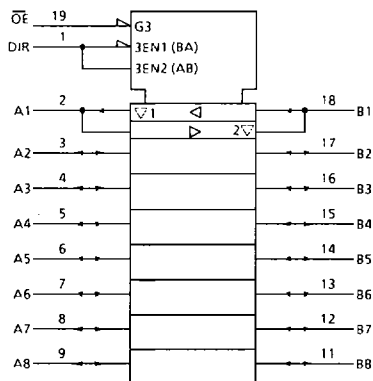 OE 19 G3
DIR 1 3EN1 (BA)
3EN2 (AB)
A1 2 ▽1 ◁ 18 B1
▷ 2▽
A2 3 17 B2
A3 4 16 B3
A4 5 15 B4
A5 6 14 B5
A6 7 13 B6
A7 8 12 B7
A8 9 11 B8